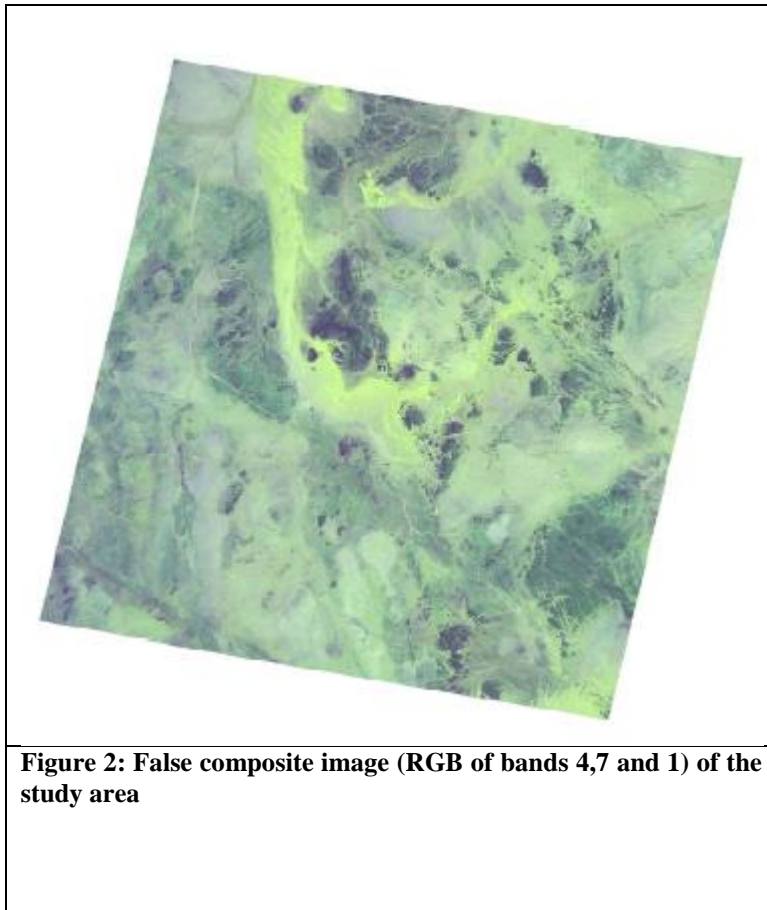 Figure 2: False composite image (RGB of bands 4,7 and 1) of the
study area